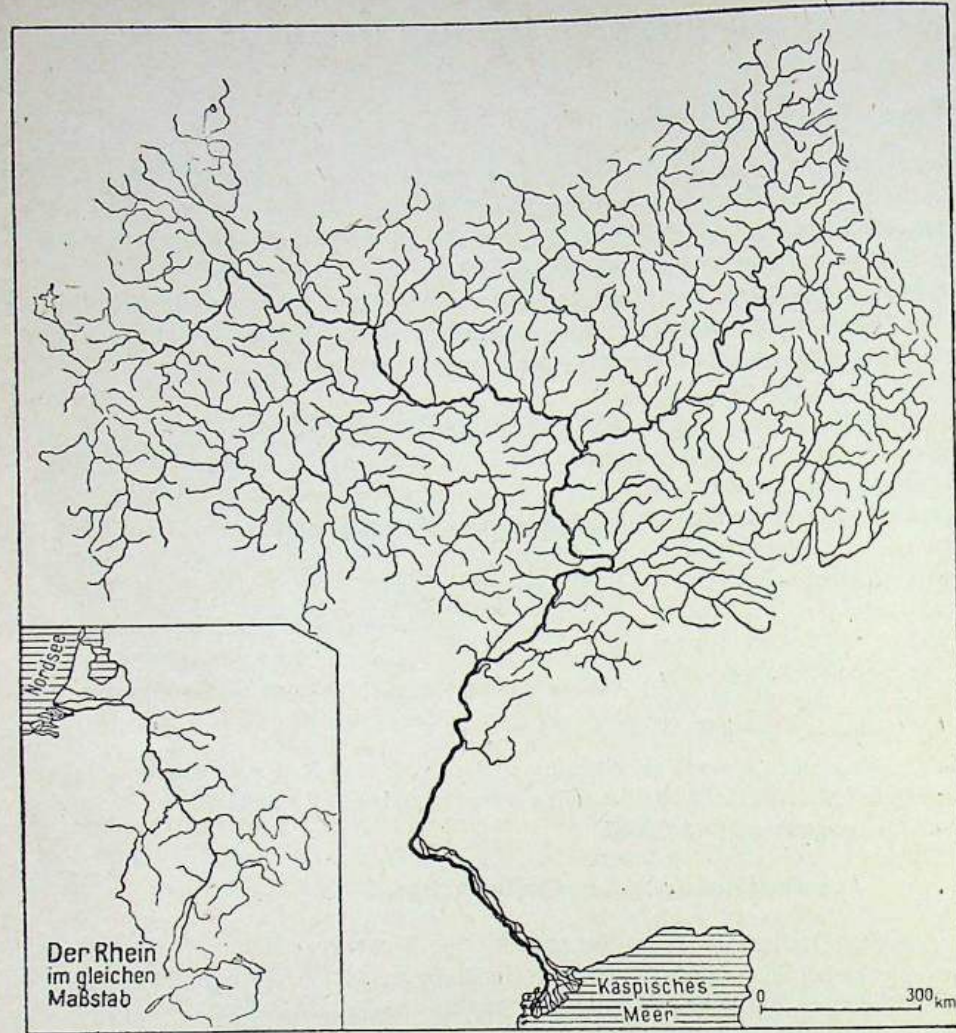 Nordsee
Der Rhein
im gleichen
Maßstab
Kaspisches
Meer
0 300 km